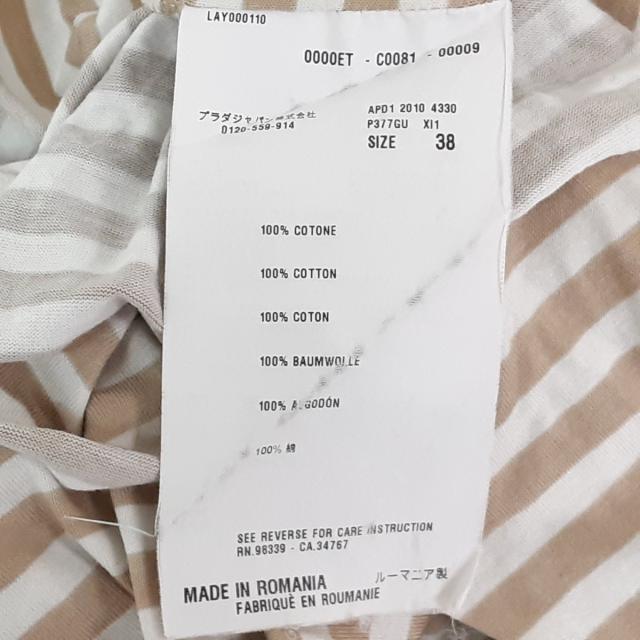 LAY000110
0000ET - C0081 - 00009
プラダジャパン株式会社
0120-559-914
APD1 2010 4330
P377GU XI1
SIZE 38
100% COTONE
100% COTTON
100% COTON
100% BAUMWOLLE
100% ALGODÓN
100% 綿
SEE REVERSE FOR CARE INSTRUCTION
RN.98339 - CA.34767
MADE IN ROMANIA
ルーマニア製
FABRIQUÈ EN ROUMANIE